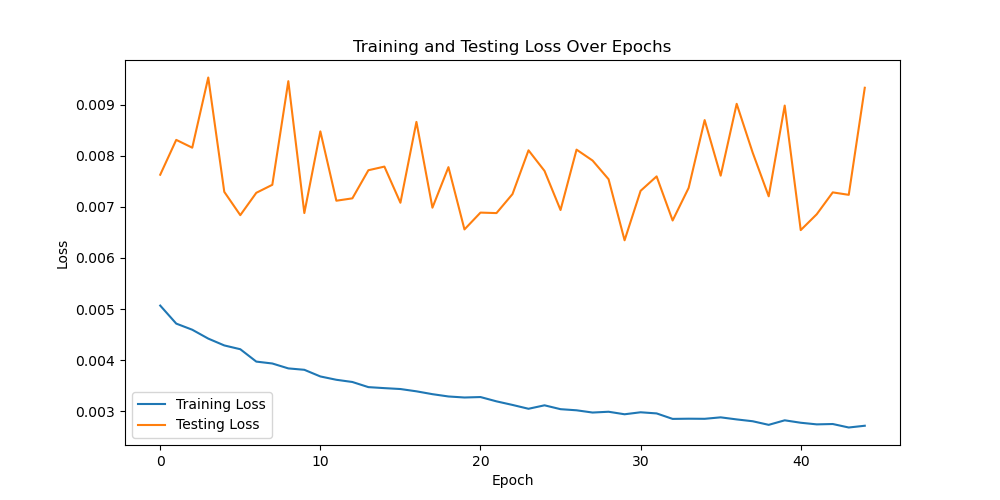 Training and Testing Loss Over Epochs
Loss
0.009
0.008
0.007
0.006
0.005
0.004
0.003
Training Loss
Testing Loss
0 10 20 30 40
Epoch